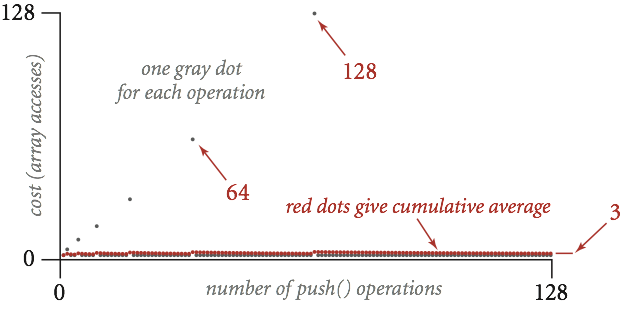 128
128
one gray dot
for each operation
cost (array accesses)
64
red dots give cumulative average
3
0
0
number of push() operations
128